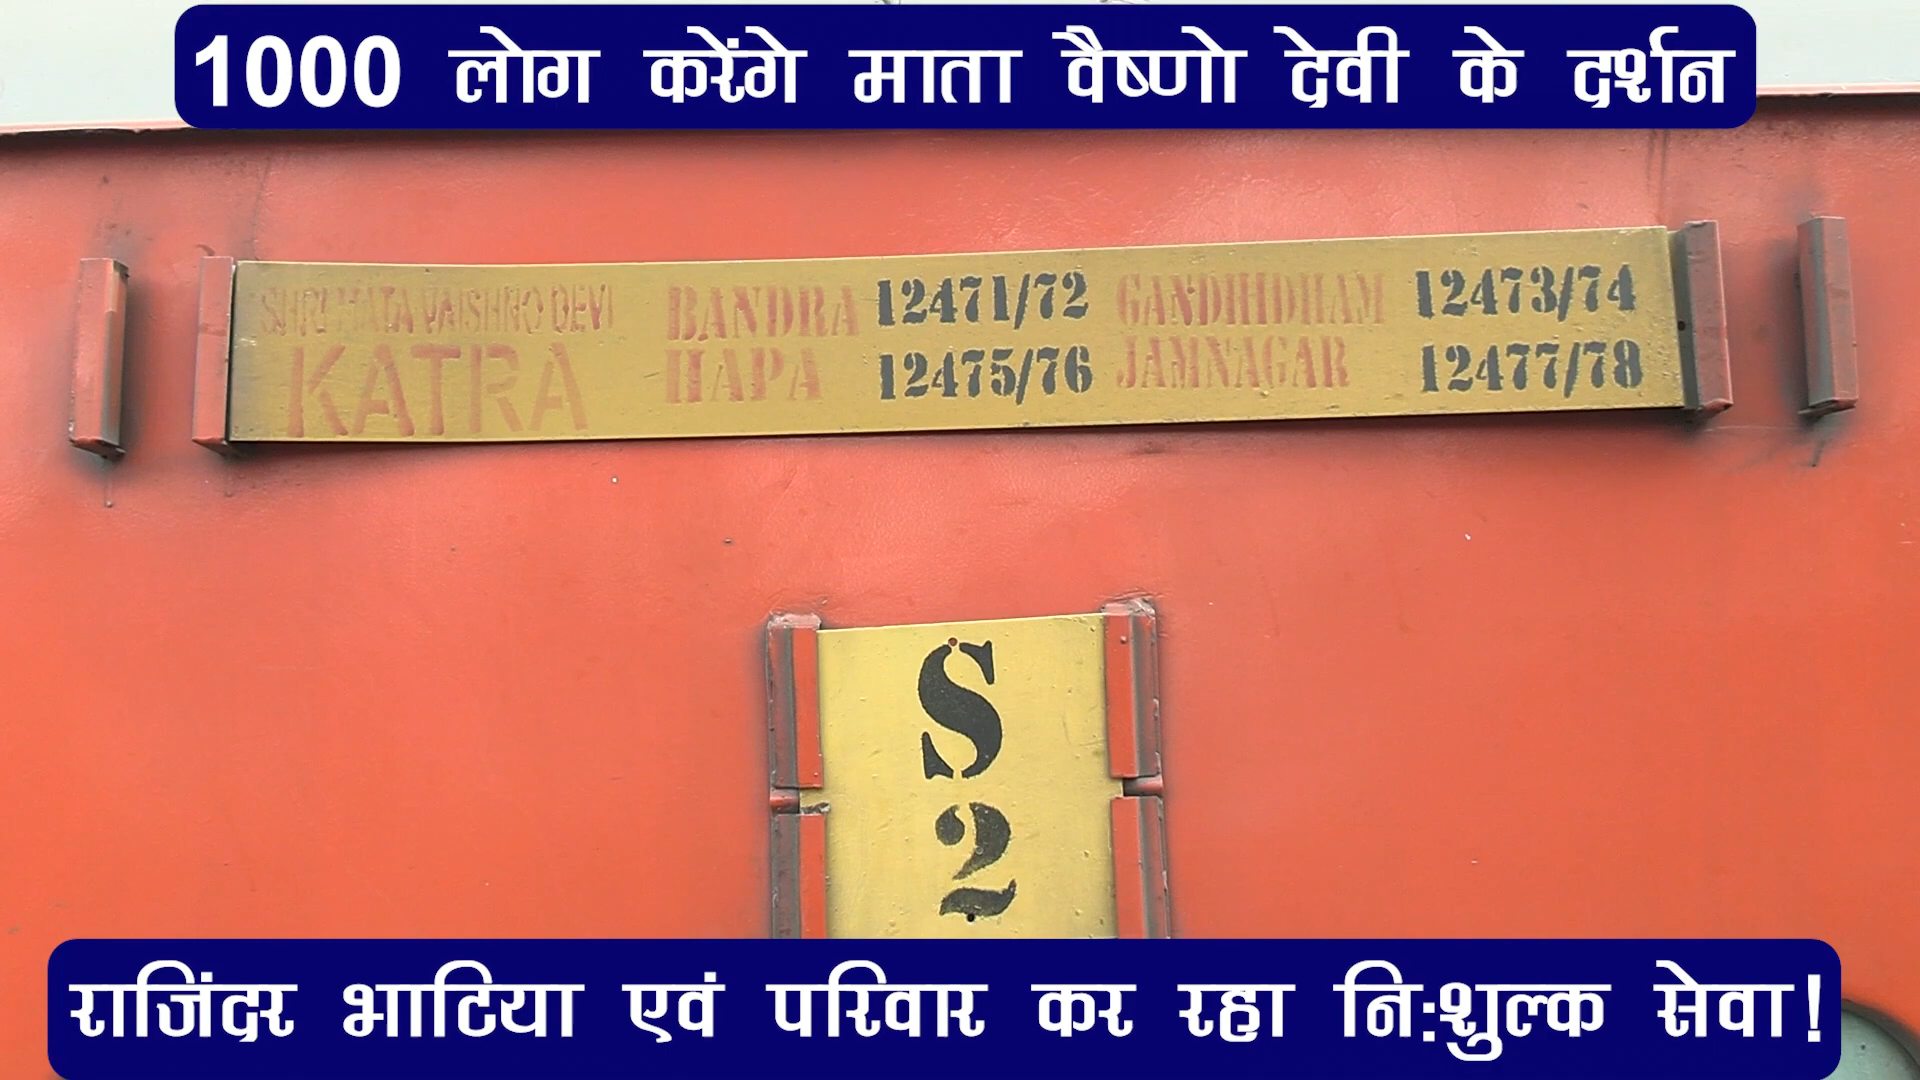 1000 लोग करेंगे माता वैष्णो देवी के दर्शन
SHRI MATA VAISHNO DEVI BANDRA 12471/72 GANDHIDHAM 12473/74
KATRA HAPA 12475/76 JAMNAGAR 12477/78
S
2
राजिंदर भाटिया एवं परिवार कर रहा नि:शुल्क सेवा!